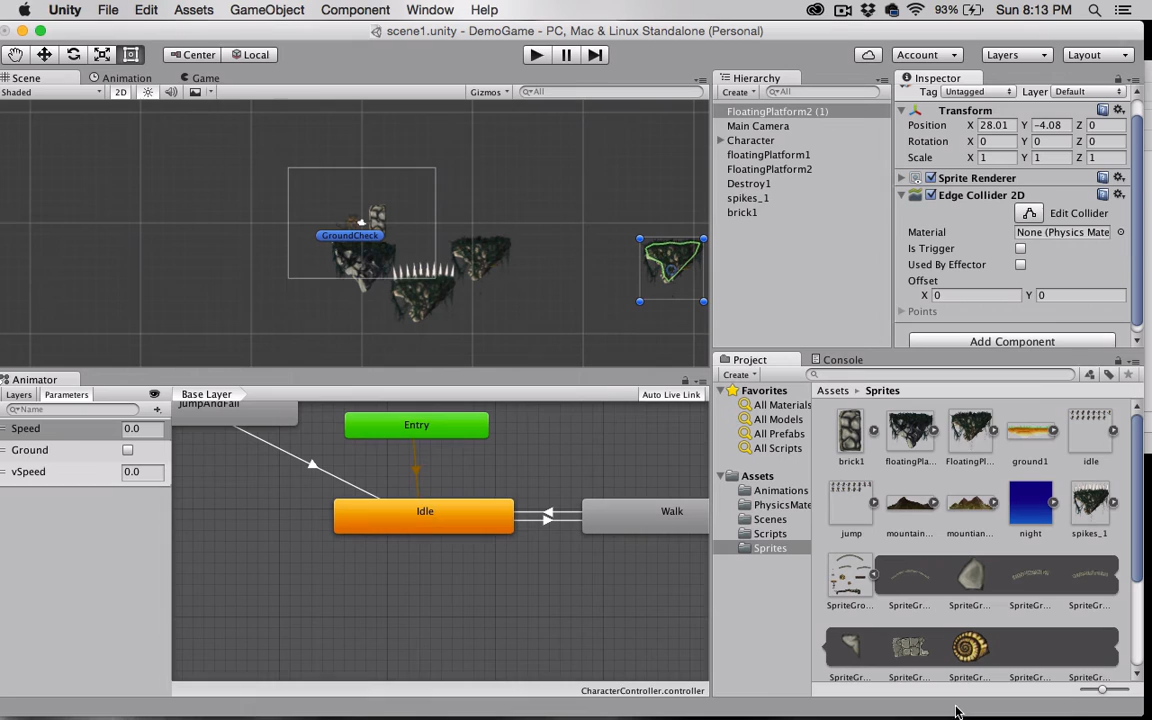 Unity File Edit Assets GameObject Component Window Help 93% Sun 8:13 PM
scene1.unity - DemoGame - PC, Mac & Linux Standalone (Personal)
Center Local Account Layers Layout
Scene Animation Game
Shaded 2D Gizmos All
GroundCheck
Hierarchy
Create All
FloatingPlatform2 (1)
Main Camera
Character
floatingPlatform1
FloatingPlatform2
Destroy1
spikes_1
brick1
Inspector
Tag Untagged Layer Default
Transform
Position X 28.01 Y -4.08 Z 0
Rotation X 0 Y 0 Z 0
Scale X 1 Y 1 Z 1
Sprite Renderer
Edge Collider 2D
Edit Collider
Material None (Physics Mate
Is Trigger
Used By Effector
Offset
X 0 Y 0
Points
Add Component
Animator
Layers Parameters Base Layer Auto Live Link
Name
Speed 0.0
Ground
vSpeed 0.0
JumpAndFall
Entry
Idle
Walk
CharacterController.controller
Project Console
Create
Favorites
All Materials
All Models
All Prefabs
All Scripts
Assets
Animations
PhysicsMate
Scenes
Scripts
Sprites
Assets Sprites
brick1 floatingPla... FloatingPl... ground1 idle
jump mountain... mountian... night spikes_1
SpriteGro... SpriteGr... SpriteGr... SpriteGr... SpriteGr...
SpriteGr... SpriteGr... SpriteGr... SpriteGr... SpriteGr...